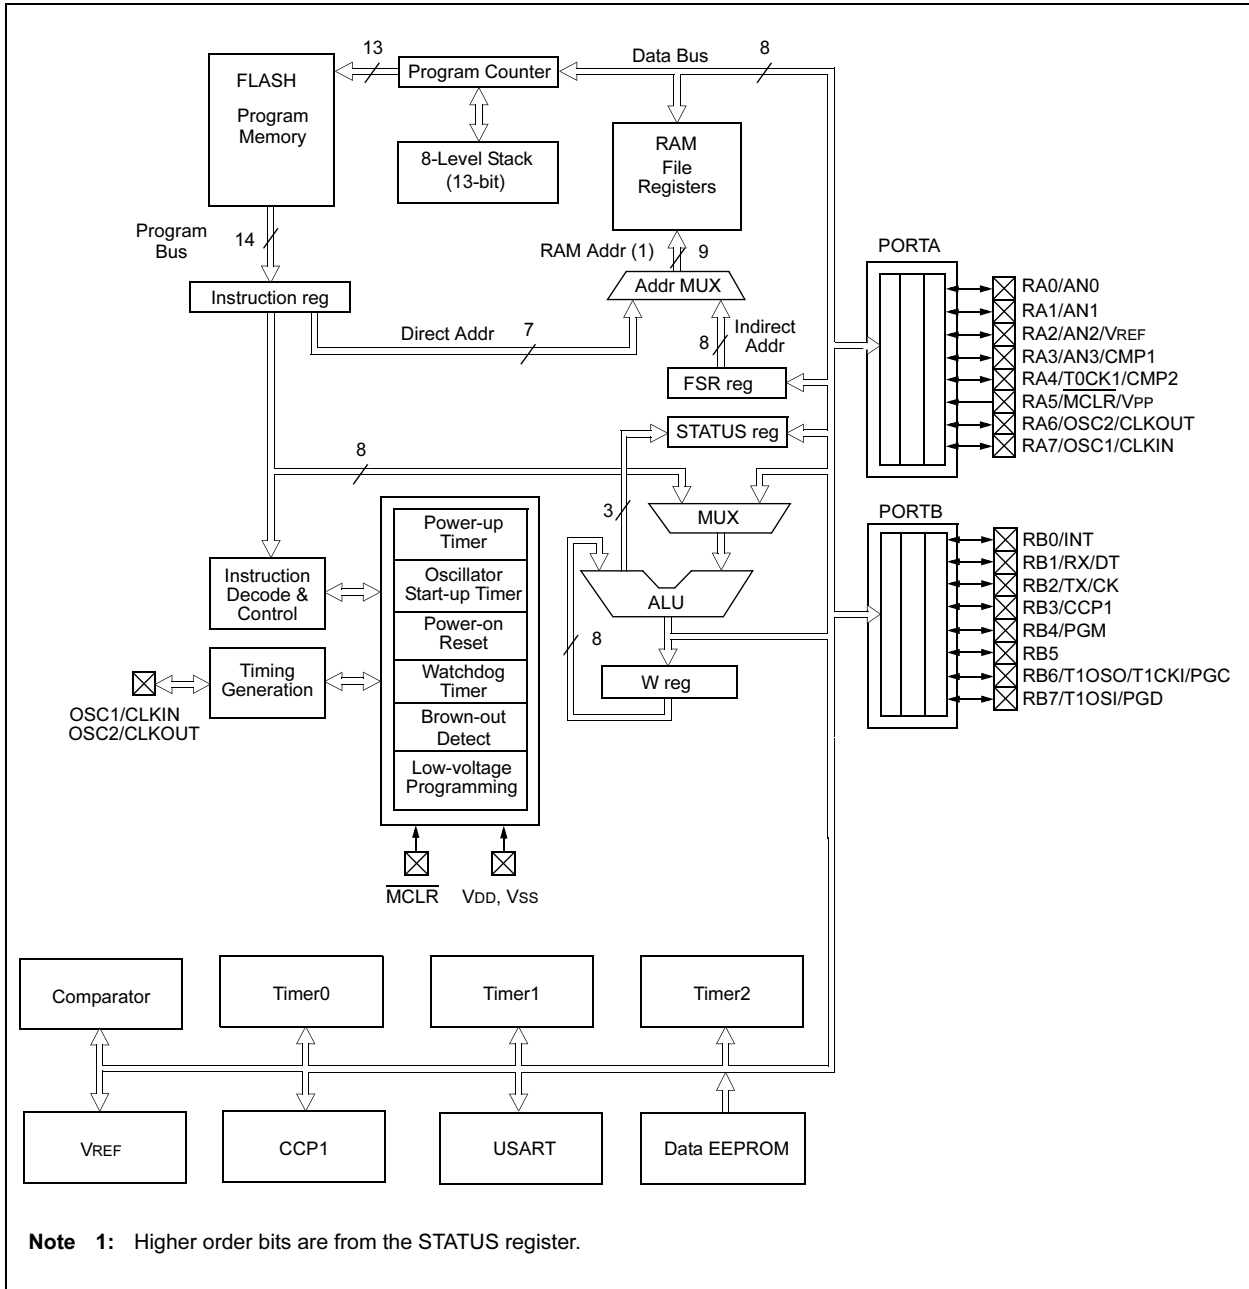 13
Data Bus
8
FLASH
Program
Memory
Program Counter
8-Level Stack
(13-bit)
RAM
File
Registers
Program
Bus
14
RAM Addr (1)
9
Addr MUX
Instruction reg
Direct Addr
7
8
Indirect
Addr
FSR reg
STATUS reg
8
3
MUX
Power-up
Timer
Oscillator
Start-up Timer
Power-on
Reset
Watchdog
Timer
Brown-out
Detect
Low-voltage
Programming
Instruction
Decode &
Control
Timing
Generation
OSC1/CLKIN
OSC2/CLKOUT
ALU
8
W reg
MCLR
VDD, VSS
PORTA
RA0/AN0
RA1/AN1
RA2/AN2/VREF
RA3/AN3/CMP1
RA4/T0CK1/CMP2
RA5/MCLR/VPP
RA6/OSC2/CLKOUT
RA7/OSC1/CLKIN
PORTB
RB0/INT
RB1/RX/DT
RB2/TX/CK
RB3/CCP1
RB4/PGM
RB5
RB6/T1OSO/T1CKI/PGC
RB7/T1OSI/PGD
Comparator
Timer0
Timer1
Timer2
VREF
CCP1
USART
Data EEPROM
Note 1: Higher order bits are from the STATUS register.